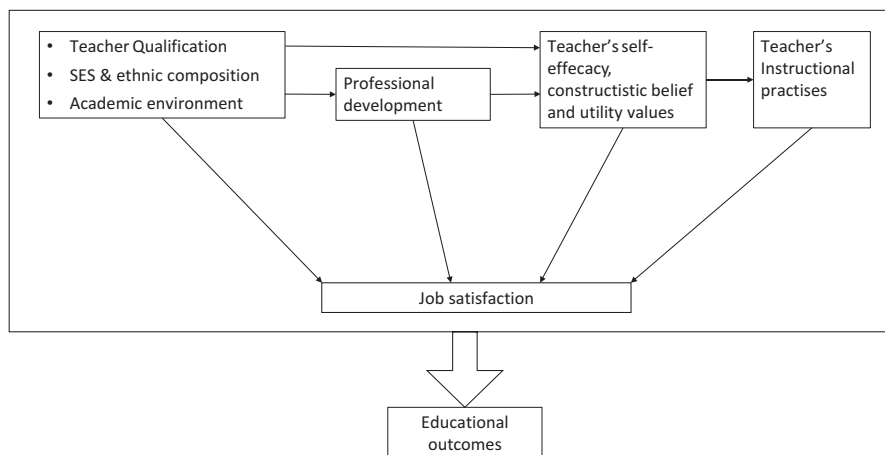 • Teacher Qualification
• SES & ethnic composition
• Academic environment
Professional
development
Teacher's self-
effecacy,
constructistic belief
and utility values
Teacher's
Instructional
practises
Job satisfaction
Educational
outcomes